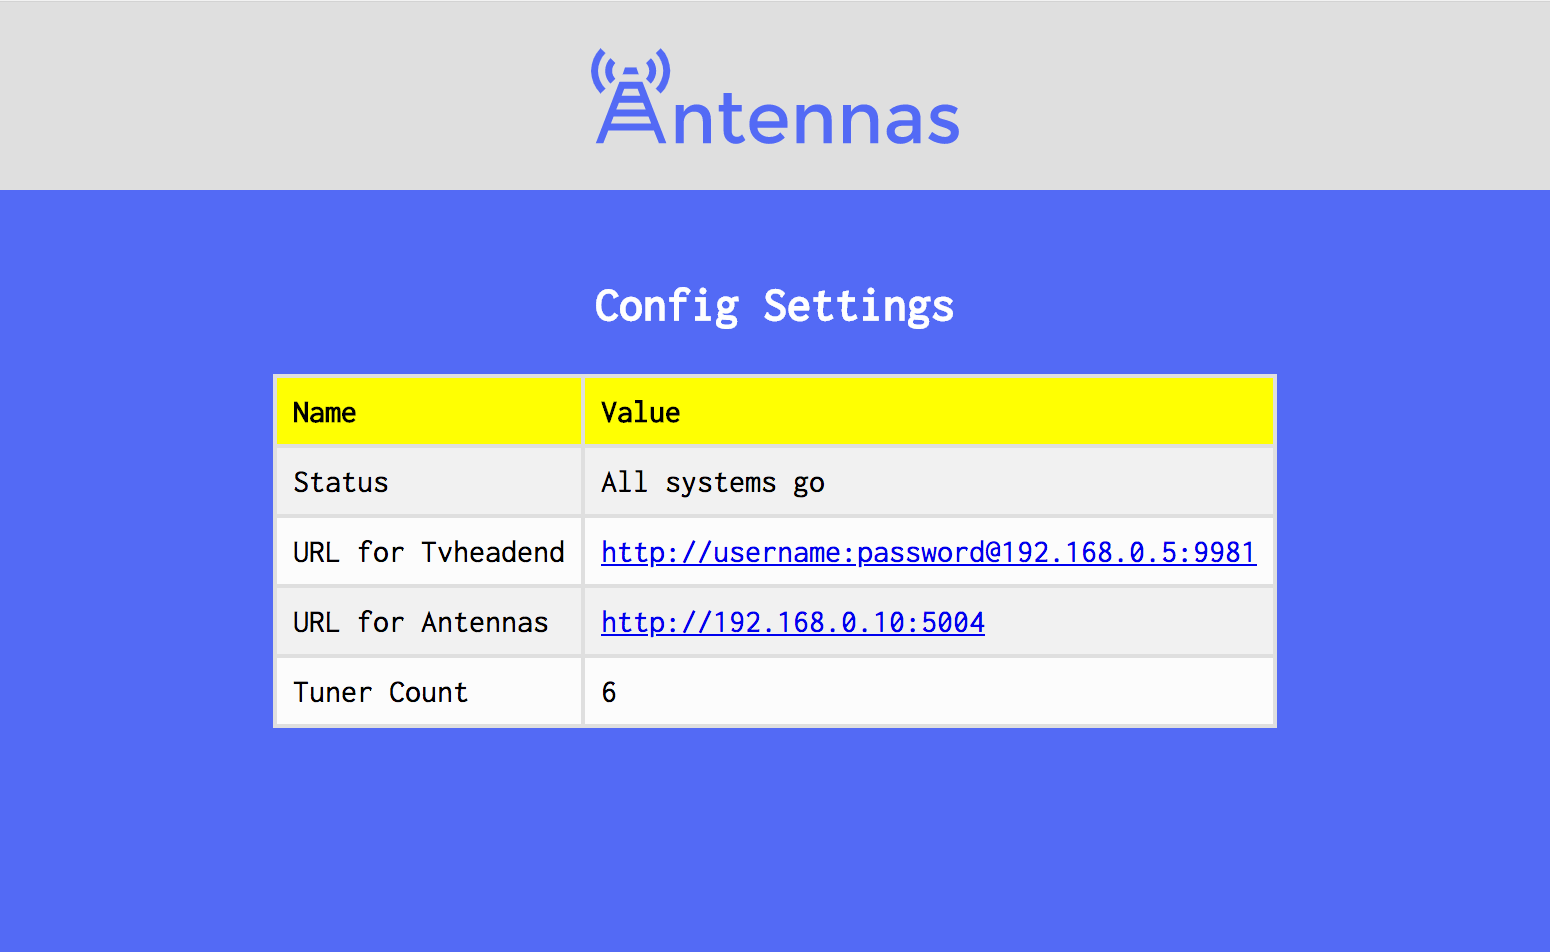 Antennas
Config Settings
Name Value
Status All systems go
URL for Tvheadend http://username:password@192.168.0.5:9981
URL for Antennas http://192.168.0.10:5004
Tuner Count 6